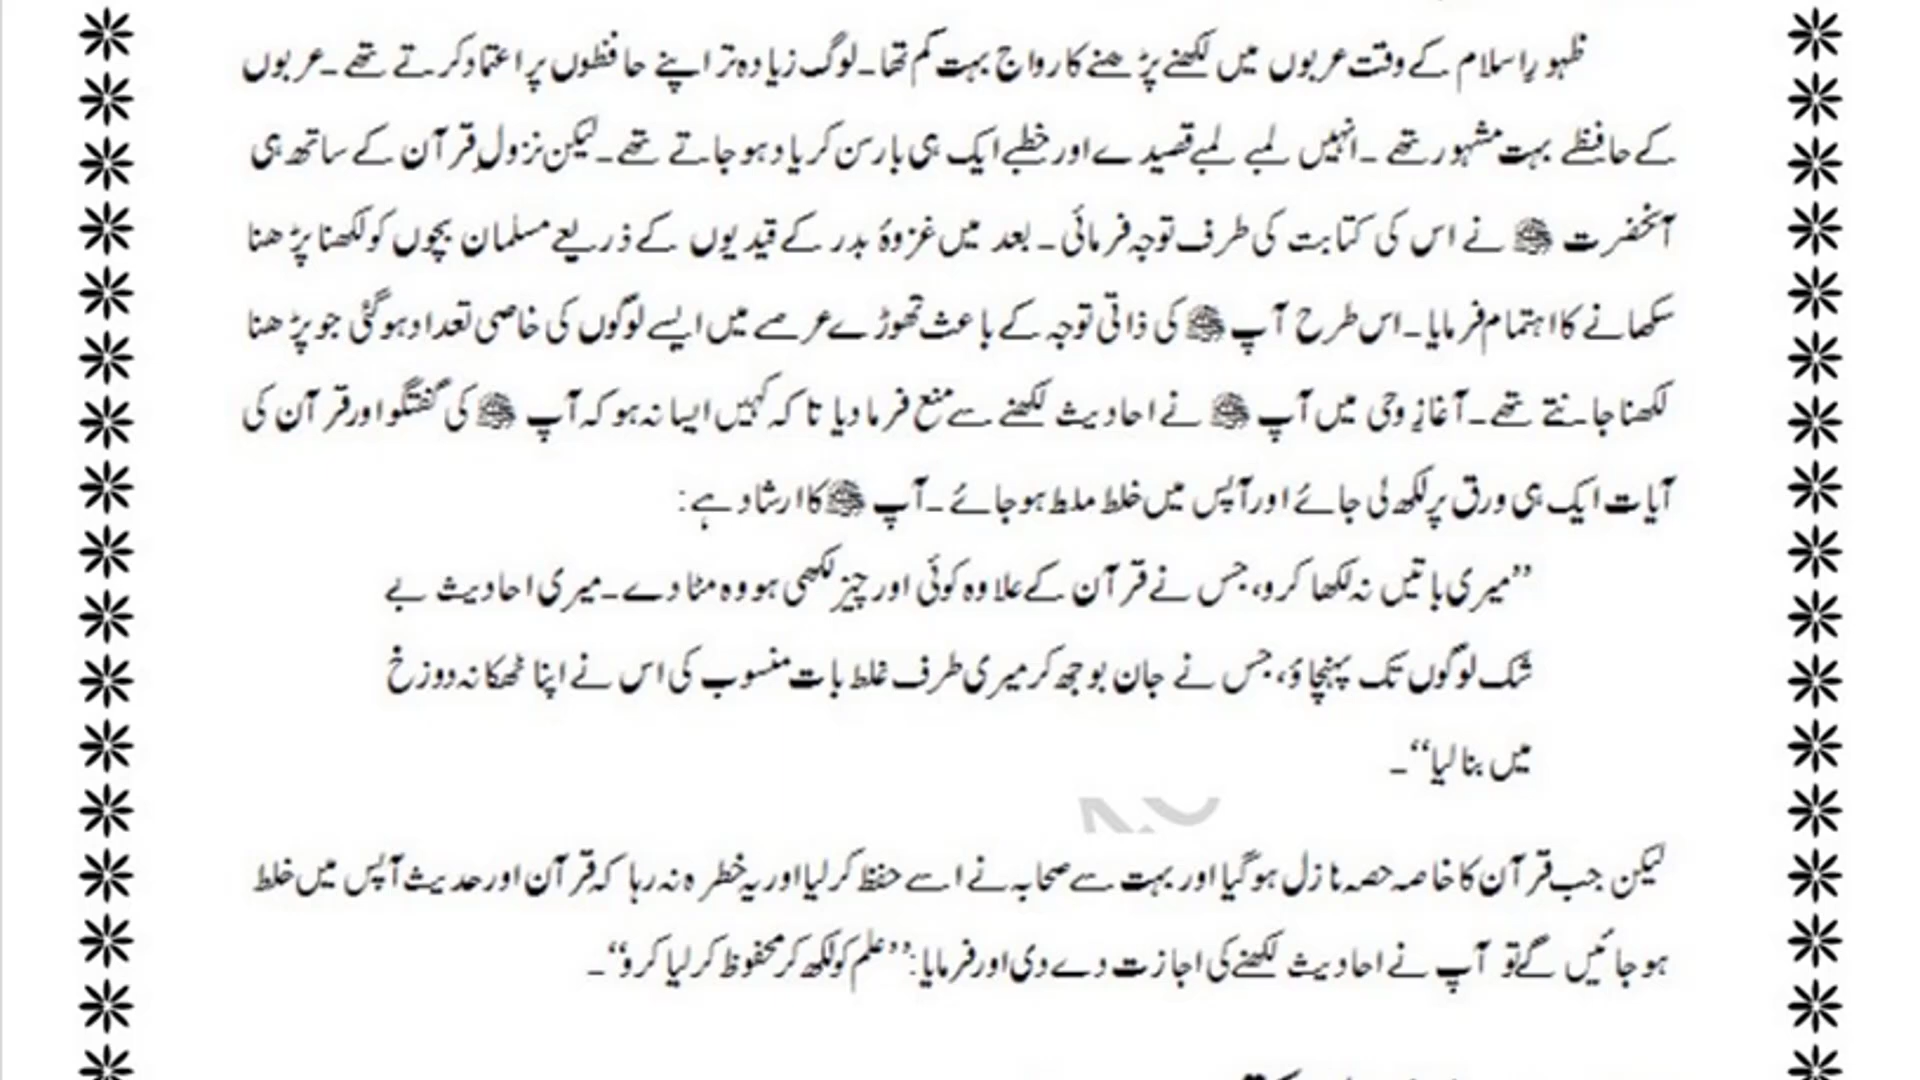 ظہورِ اسلام کے وقت عربوں میں لکھنے پڑھنے کا رواج بہت کم تھا۔ لوگ زیادہ تر اپنے حافظوں پر اعتماد کرتے تھے۔ عربوں
کے حافظے بہت مشہور تھے۔ انہیں لمبے لمبے قصیدے اور خطبے ایک ہی بار سن کر یاد ہو جاتے تھے۔ لیکن نزولِ قرآن کے ساتھ ہی
آنحضرت ﷺ نے اس کی کتابت کی طرف توجہ فرمائی۔ بعد میں غزوۂ بدر کے قیدیوں کے ذریعے مسلمان بچوں کو لکھنا پڑھنا
سکھانے کا اہتمام فرمایا۔ اس طرح آپ ﷺ کی ذاتی توجہ کے باعث تھوڑے عرصے میں ایسے لوگوں کی خاصی تعداد ہو گئی جو پڑھنا
لکھنا جانتے تھے۔ آغازِ وحی میں آپ ﷺ نے احادیث لکھنے سے منع فرما دیا تا کہ کہیں ایسا نہ ہو کہ آپ ﷺ کی گفتگو اور قرآن کی
آیات ایک ہی ورق پر لکھ لی جائے اور آپس میں خلط ملط ہو جائے۔ آپ ﷺ کا ارشاد ہے:
’’میری باتیں نہ لکھا کرو، جس نے قرآن کے علاوہ کوئی اور چیز لکھی ہو وہ مٹا دے۔ میری احادیث بے
شک لوگوں تک پہنچاؤ، جس نے جان بوجھ کر میری طرف غلط بات منسوب کی اس نے اپنا ٹھکانہ دوزخ
میں بنا لیا‘‘۔
لیکن جب قرآن کا خاصہ حصہ نازل ہو گیا اور بہت سے صحابہ نے اسے حفظ کر لیا اور یہ خطرہ نہ رہا کہ قرآن اور حدیث آپس میں خلط
ہو جائیں گے تو آپ نے احادیث لکھنے کی اجازت دے دی اور فرمایا: ’’علم کو لکھ کر محفوظ کر لیا کرو‘‘۔